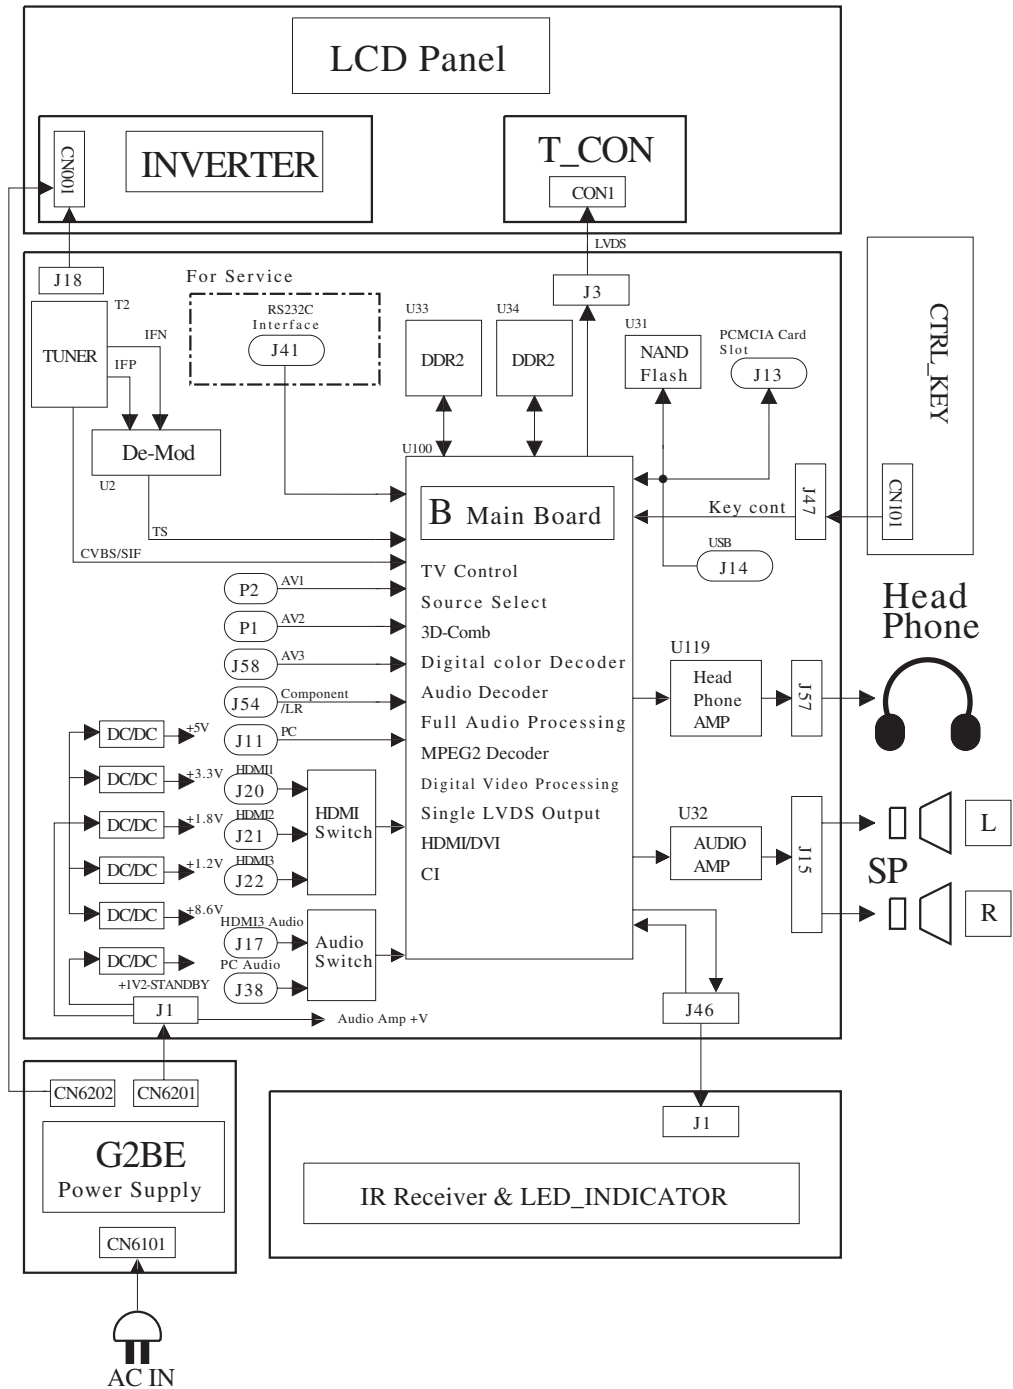 LCD Panel
CN001
INVERTER
T_CON
CON1
LVDS
J18
For Service
RS232C
Interface
J41
J3
T2
TUNER
IFN
IFP
De-Mod
U2
TS
CVBS/SIF
U33
DDR2
U34
DDR2
U31
NAND
Flash
PCMCIA Card
Slot
J13
CTRL_KEY
CN101
J47
Key cont
USB
J14
U100
B Main Board
TV Control
Source Select
3D-Comb
Digital color Decoder
Audio Decoder
Full Audio Processing
MPEG2 Decoder
Digital Video Processing
Single LVDS Output
HDMI/DVI
CI
P2
AV1
P1
AV2
J58
AV3
J54
Component
/LR
J11
PC
HDMI1
J20
HDMI2
J21
HDMI3
J22
HDMI
Switch
HDMI3 Audio
J17
PC Audio
J38
Audio
Switch
DC/DC
+5V
DC/DC
+3.3V
DC/DC
+1.8V
DC/DC
+1.2V
DC/DC
+8.6V
DC/DC
+1V2-STANDBY
J1
Audio Amp +V
U119
Head
Phone
AMP
J57
Head
Phone
U32
AUDIO
AMP
J15
SP
L
R
J46
CN6202
CN6201
G2BE
Power Supply
CN6101
AC IN
J1
IR Receiver & LED_INDICATOR